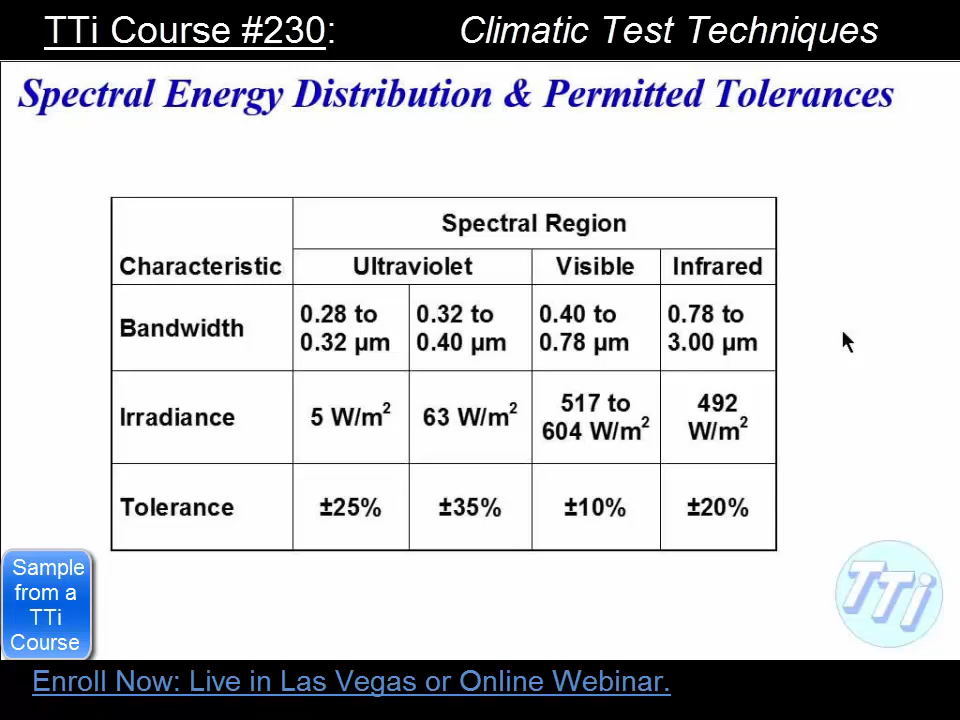 TTi Course #230: Climatic Test Techniques
Spectral Energy Distribution & Permitted Tolerances
Spectral Region
Characteristic Ultraviolet Visible Infrared
Bandwidth 0.28 to 0.32 µm 0.32 to 0.40 µm 0.40 to 0.78 µm 0.78 to 3.00 µm
Irradiance 5 W/m² 63 W/m² 517 to 604 W/m² 492 W/m²
Tolerance ±25% ±35% ±10% ±20%
Sample
from a
TTi
Course
TTi
Enroll Now: Live in Las Vegas or Online Webinar.